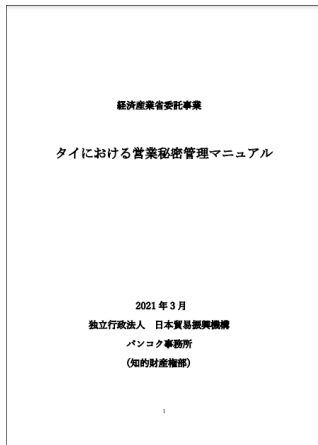 経済産業省委託事業
タイにおける営業秘密管理マニュアル
2021 年 3 月
独立行政法人 日本貿易振興機構
バンコク事務所
(知的財産権部)
1